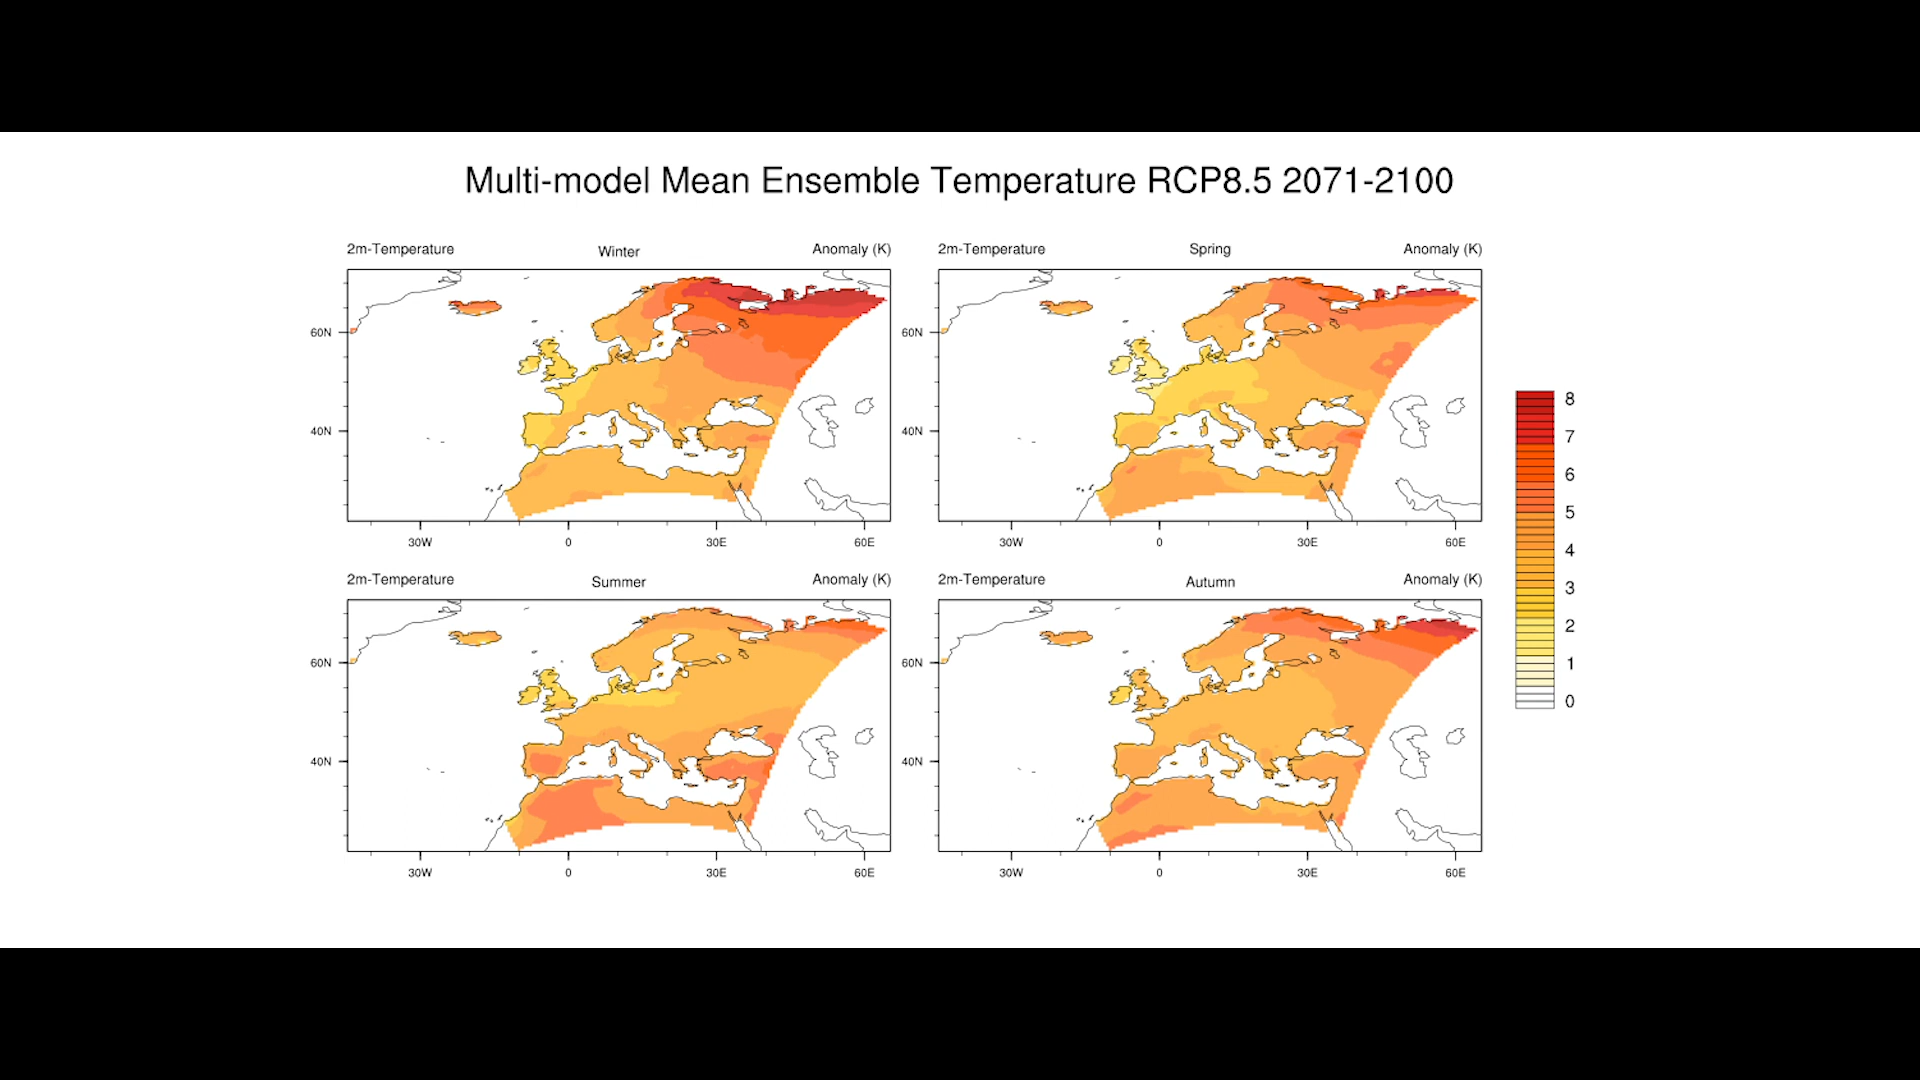 Multi-model Mean Ensemble Temperature RCP8.5 2071-2100
2m-Temperature Winter Anomaly (K)
60N
40N
30W 0 30E 60E
2m-Temperature Spring Anomaly (K)
60N
40N
30W 0 30E 60E
2m-Temperature Summer Anomaly (K)
60N
40N
30W 0 30E 60E
2m-Temperature Autumn Anomaly (K)
60N
40N
30W 0 30E 60E
8
7
6
5
4
3
2
1
0